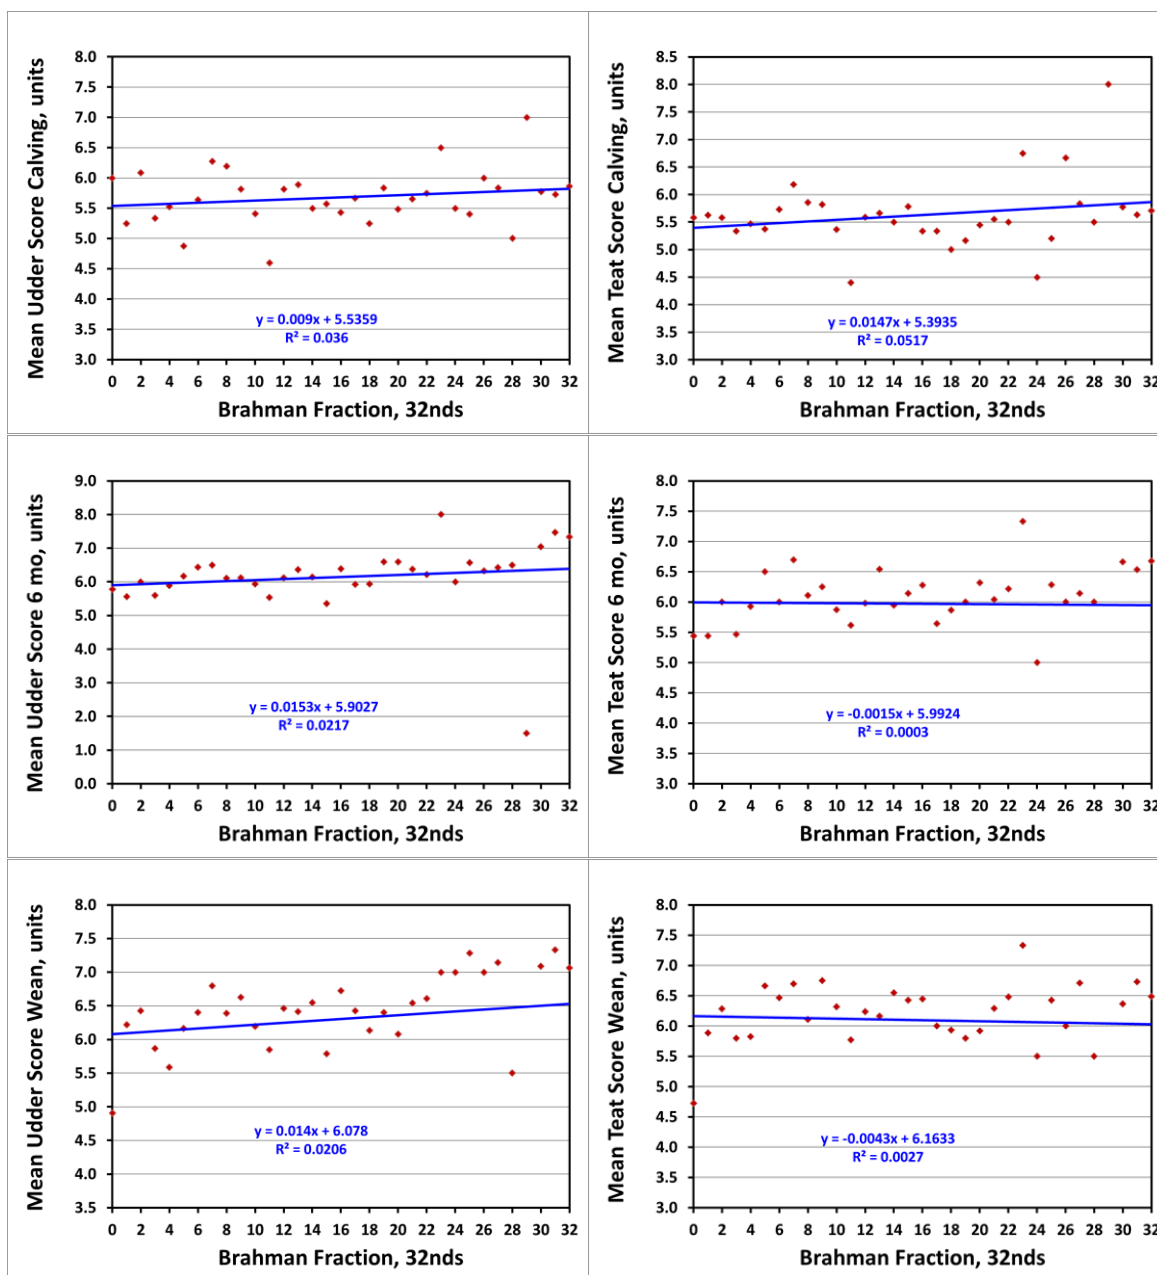 Mean Udder Score Calving, units
8.0
7.5
7.0
6.5
6.0
5.5
5.0
4.5
4.0
3.5
3.0
y = 0.009x + 5.5359
R² = 0.036
0 2 4 6 8 10 12 14 16 18 20 22 24 26 28 30 32
Brahman Fraction, 32nds
Mean Teat Score Calving, units
8.5
8.0
7.5
7.0
6.5
6.0
5.5
5.0
4.5
4.0
3.5
3.0
y = 0.0147x + 5.3935
R² = 0.0517
0 2 4 6 8 10 12 14 16 18 20 22 24 26 28 30 32
Brahman Fraction, 32nds
Mean Udder Score 6 mo, units
9.0
8.0
7.0
6.0
5.0
4.0
3.0
2.0
1.0
0.0
y = 0.0153x + 5.9027
R² = 0.0217
0 2 4 6 8 10 12 14 16 18 20 22 24 26 28 30 32
Brahman Fraction, 32nds
Mean Teat Score 6 mo, units
8.0
7.5
7.0
6.5
6.0
5.5
5.0
4.5
4.0
3.5
3.0
y = -0.0015x + 5.9924
R² = 0.0003
0 2 4 6 8 10 12 14 16 18 20 22 24 26 28 30 32
Brahman Fraction, 32nds
Mean Udder Score Wean, units
8.0
7.5
7.0
6.5
6.0
5.5
5.0
4.5
4.0
3.5
y = 0.014x + 6.078
R² = 0.0206
0 2 4 6 8 10 12 14 16 18 20 22 24 26 28 30 32
Brahman Fraction, 32nds
Mean Teat Score Wean, units
8.0
7.5
7.0
6.5
6.0
5.5
5.0
4.5
4.0
3.5
3.0
y = -0.0043x + 6.1633
R² = 0.0027
0 2 4 6 8 10 12 14 16 18 20 22 24 26 28 30 32
Brahman Fraction, 32nds